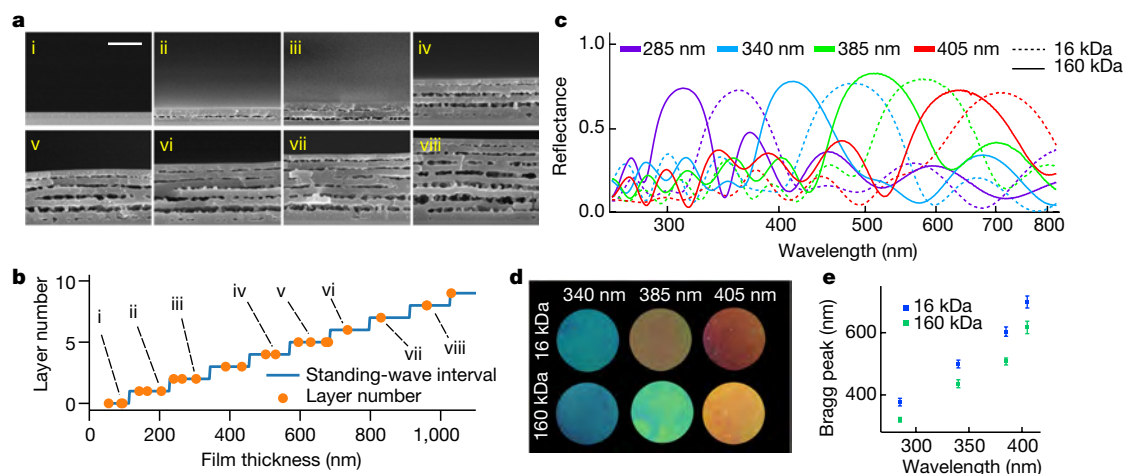 a
i
ii
iii
iv
v
vi
vii
viii
b
10
5
0
Layer number
i
ii
iii
iv
v
vi
vii
viii
Standing-wave interval
Layer number
0 200 400 600 800 1,000
Film thickness (nm)
c
1.0
0.5
0.0
Reflectance
285 nm 340 nm 385 nm 405 nm
16 kDa
160 kDa
300 400 500 600 700 800
Wavelength (nm)
d
340 nm 385 nm 405 nm
16 kDa
160 kDa
e
16 kDa
160 kDa
600
400
Bragg peak (nm)
300 350 400
Wavelength (nm)